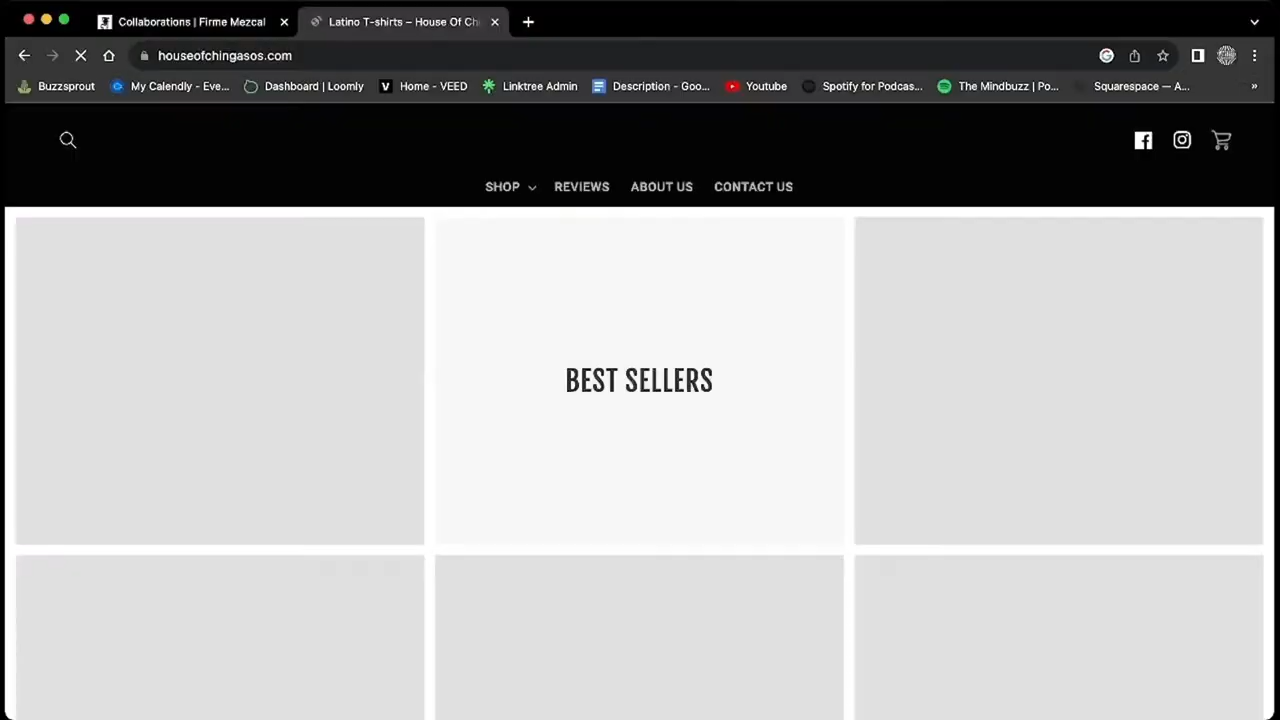 Collaborations | Firme Mezcal
Latino T-shirts – House Of Ch
houseofchingasos.com
Buzzsprout
My Calendly - Eve...
Dashboard | Loomly
Home - VEED
Linktree Admin
Description - Goo...
Youtube
Spotify for Podcas...
The Mindbuzz | Po...
Squarespace — A...
SHOP
REVIEWS
ABOUT US
CONTACT US
BEST SELLERS